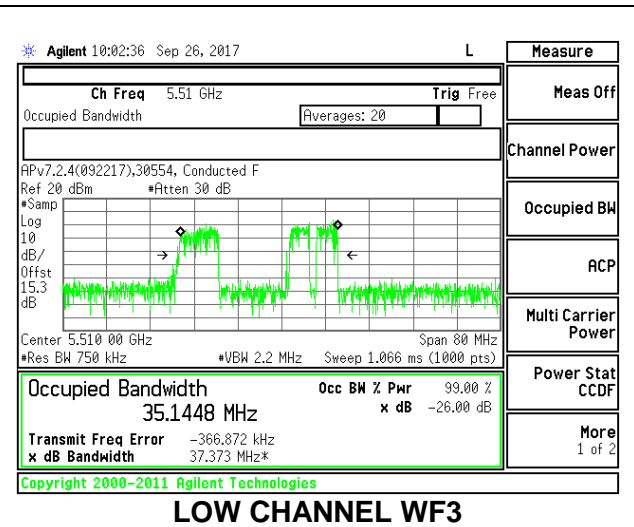 Agilent 10:02:36 Sep 26, 2017 L
Measure
Ch Freq 5.51 GHz Trig Free
Occupied Bandwidth Averages: 20
APv7.2.4(092217),30554, Conducted F
Ref 20 dBm #Atten 30 dB
#Samp
Log
10
dB/
Offst
15.3
dB
Center 5.510 00 GHz Span 80 MHz
#Res BW 750 kHz #VBW 2.2 MHz Sweep 1.066 ms (1000 pts)
Occupied Bandwidth Occ BW % Pwr 99.00 %
35.1448 MHz x dB -26.00 dB
Transmit Freq Error -366.872 kHz
x dB Bandwidth 37.373 MHz*
Copyright 2000-2011 Agilent Technologies
Meas Off
Channel Power
Occupied BW
ACP
Multi Carrier
Power
Power Stat
CCDF
More
1 of 2
LOW CHANNEL WF3